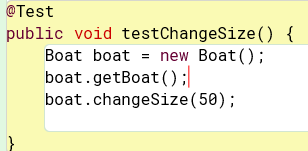 @Test
public void testChangeSize() {
Boat boat = new Boat();
boat.getBoat();
boat.changeSize(50);
}